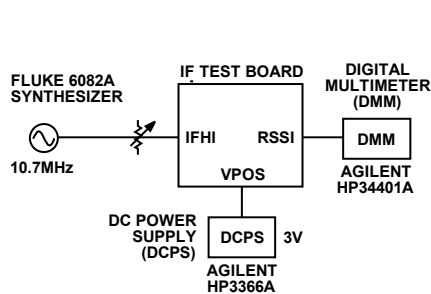 FLUKE 6082A
SYNTHESIZER
10.7MHz
IF TEST BOARD
IFHI
RSSI
VPOS
DIGITAL
MULTIMETER
(DMM)
DMM
AGILENT
HP34401A
DC POWER
SUPPLY
(DCPS)
DCPS
3V
AGILENT
HP3366A